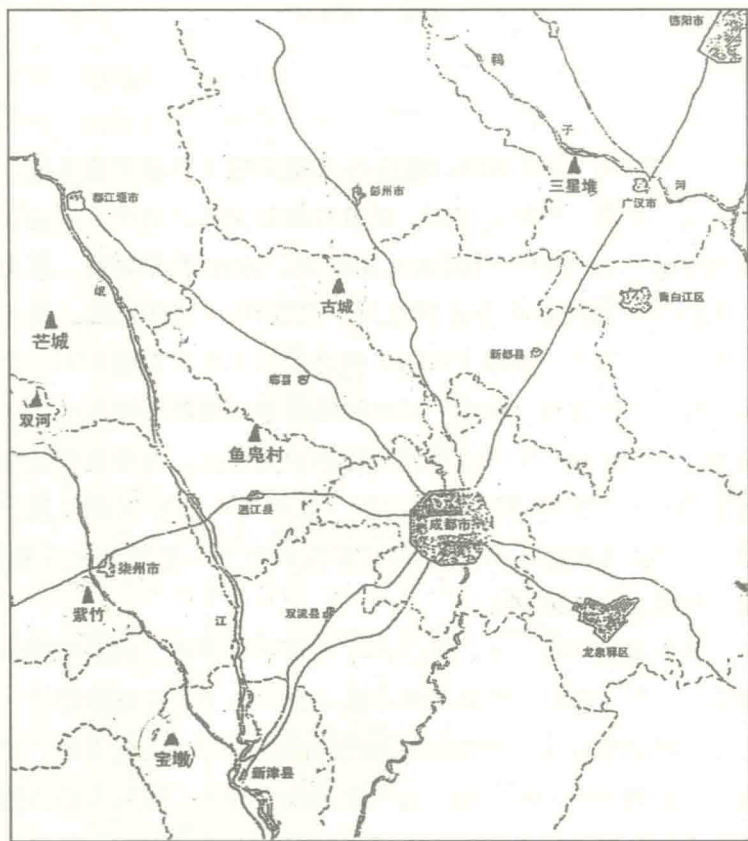 德阳市
鸭
子
河
三星堆
广汉市
彭州市
都江堰市
岷
古城
青白江区
芒城
新都县
郫县
双河
鱼凫村
温江县
成都市
崇州市
紫竹
江
双流县
龙泉驿区
宝墩
新津县